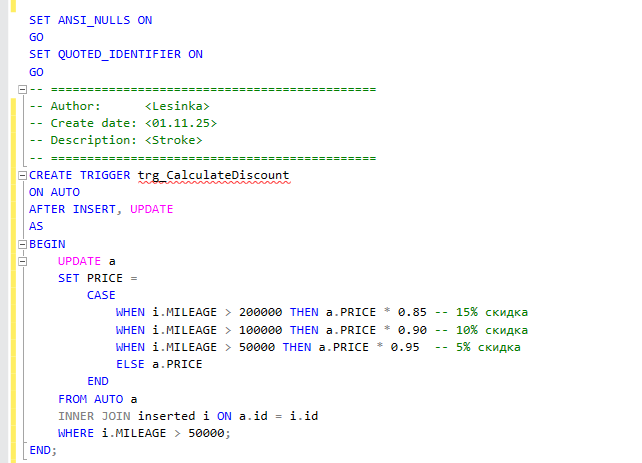 SET ANSI_NULLS ON
GO
SET QUOTED_IDENTIFIER ON
GO
-- =============================================
-- Author:      <Lesinka>
-- Create date: <01.11.25>
-- Description: <Stroke>
-- =============================================
CREATE TRIGGER trg_CalculateDiscount
ON AUTO
AFTER INSERT, UPDATE
AS
BEGIN
    UPDATE a
    SET PRICE =
        CASE
            WHEN i.MILEAGE > 200000 THEN a.PRICE * 0.85 -- 15% скидка
            WHEN i.MILEAGE > 100000 THEN a.PRICE * 0.90 -- 10% скидка
            WHEN i.MILEAGE > 50000 THEN a.PRICE * 0.95  -- 5% скидка
            ELSE a.PRICE
        END
    FROM AUTO a
    INNER JOIN inserted i ON a.id = i.id
    WHERE i.MILEAGE > 50000;
END;